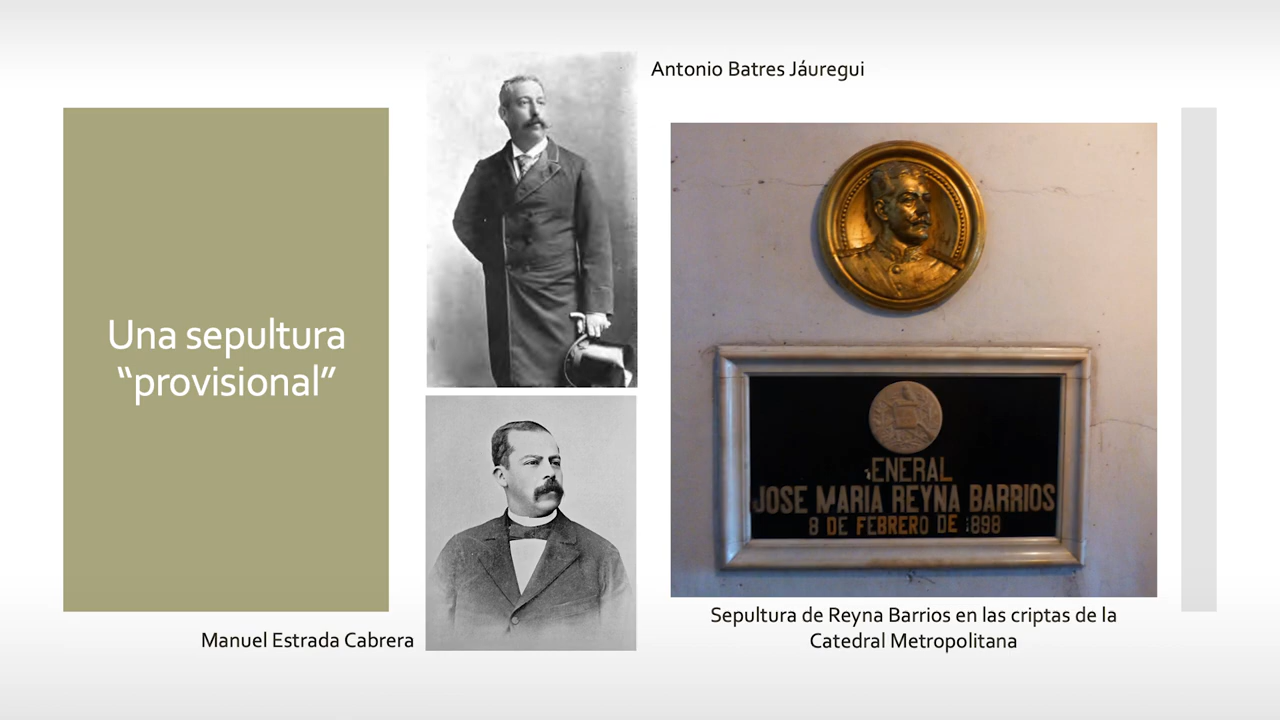 Antonio Batres Jáuregui
Una sepultura
“provisional”
ENERAL
JOSE MARIA REYNA BARRIOS
8 DE FEBRERO DE 1898
Manuel Estrada Cabrera
Sepultura de Reyna Barrios en las criptas de la
Catedral Metropolitana